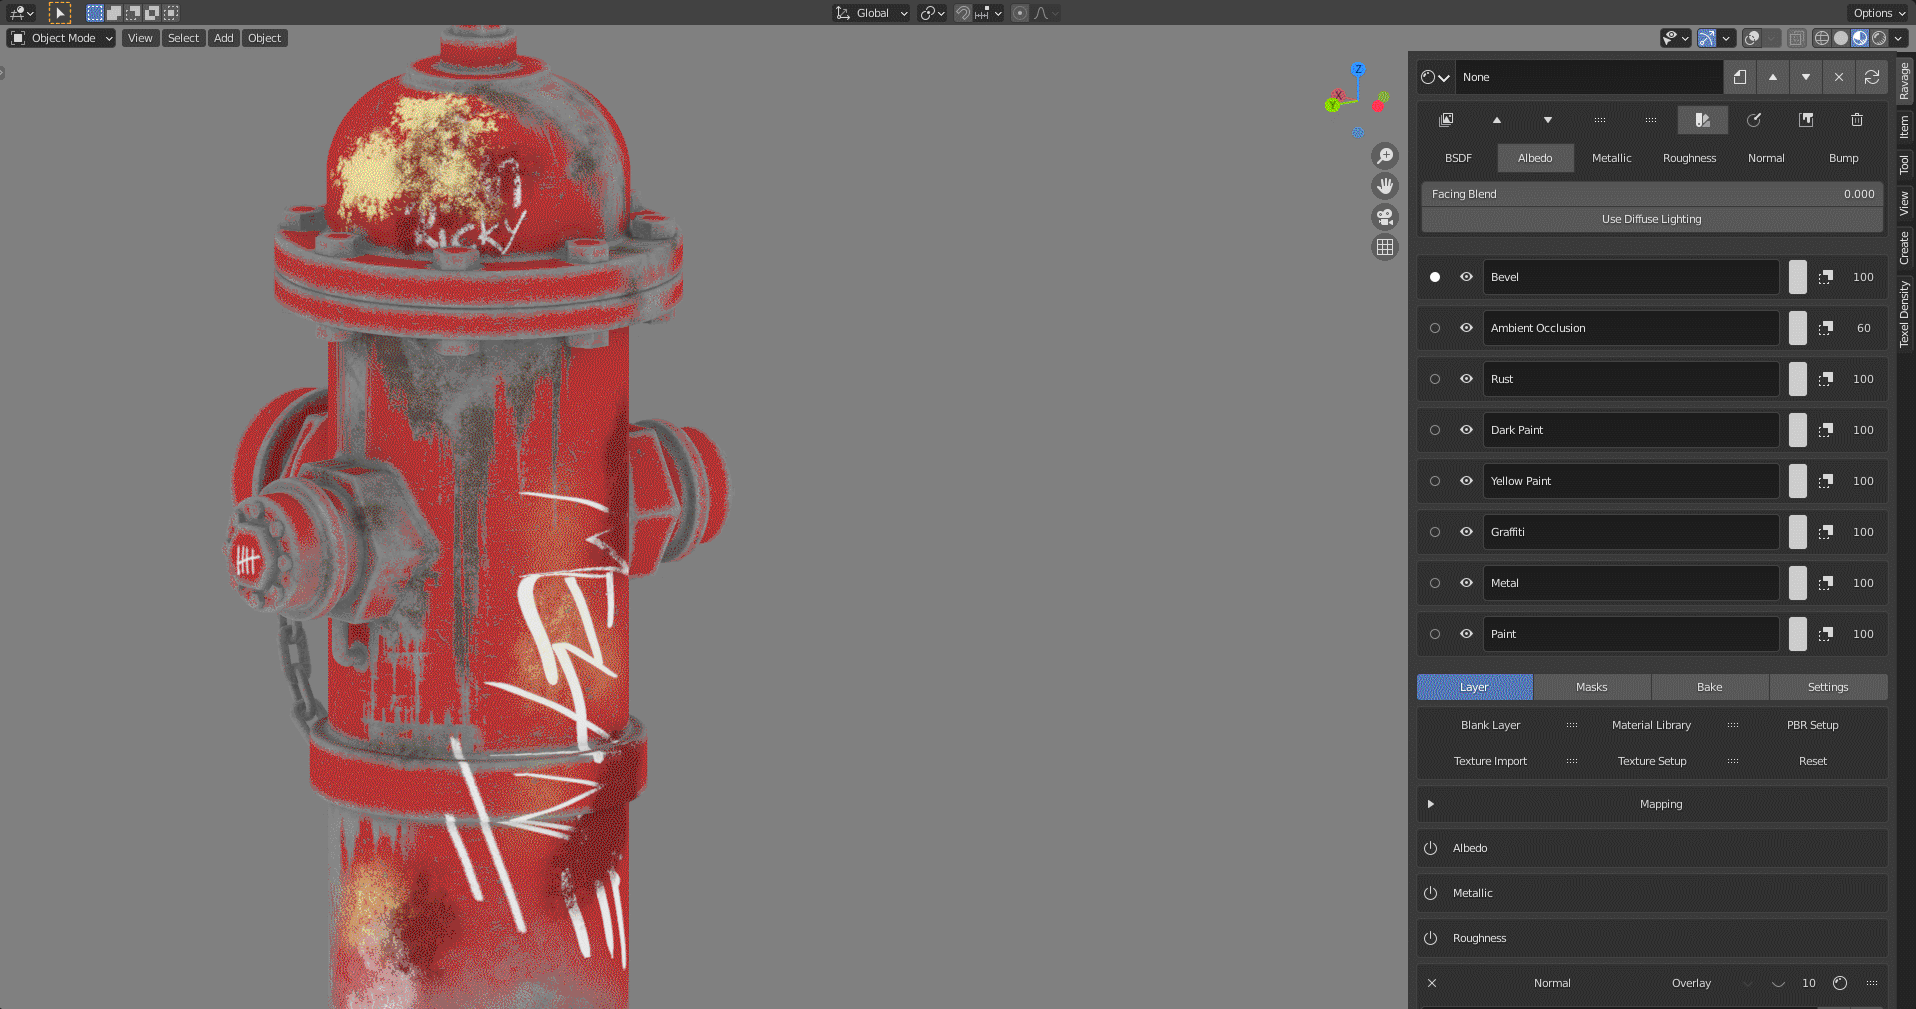 Global
Options
Object Mode View Select Add Object
Z
X
Y
None
BSDF Albedo Metallic Roughness Normal Bump
Facing Blend 0.000
Use Diffuse Lighting
Bevel 100
Ambient Occlusion 60
Rust 100
Dark Paint 100
Yellow Paint 100
Graffiti 100
Metal 100
Paint 100
Layer Masks Bake Settings
Blank Layer Material Library PBR Setup
Texture Import Texture Setup Reset
Mapping
Albedo
Metallic
Roughness
Normal Overlay 10
Ravage
Item
Tool
View
Create
Texel Density
RICKY